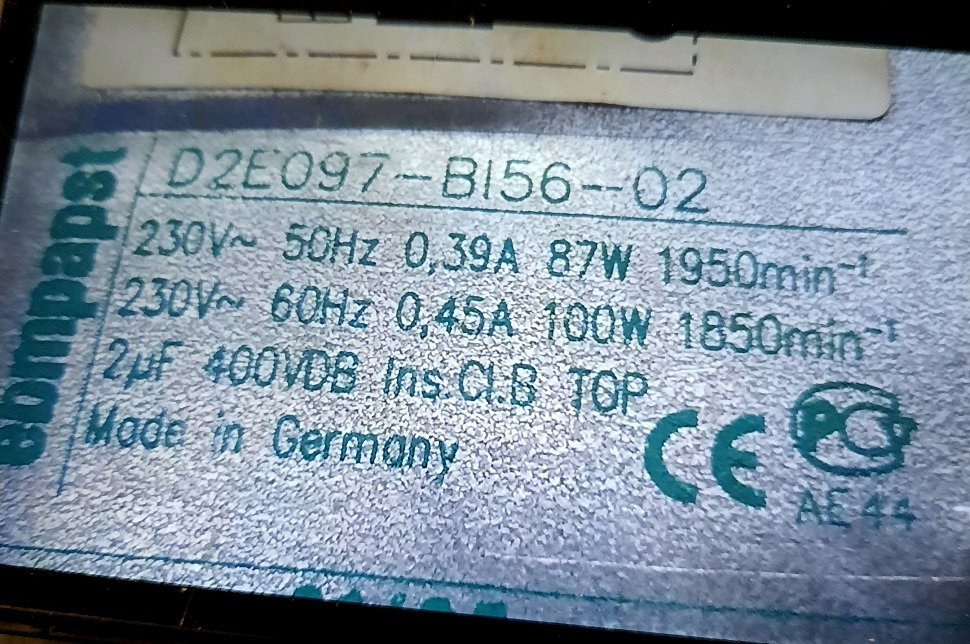 ebmpapst
D2E097-BI56-02
230V~ 50Hz 0,39A 87W 1950min⁻¹
230V~ 60Hz 0,45A 100W 1850min⁻¹
2µF 400VDB Ins.Cl.B TOP
Made in Germany
CE
PCT
AE44